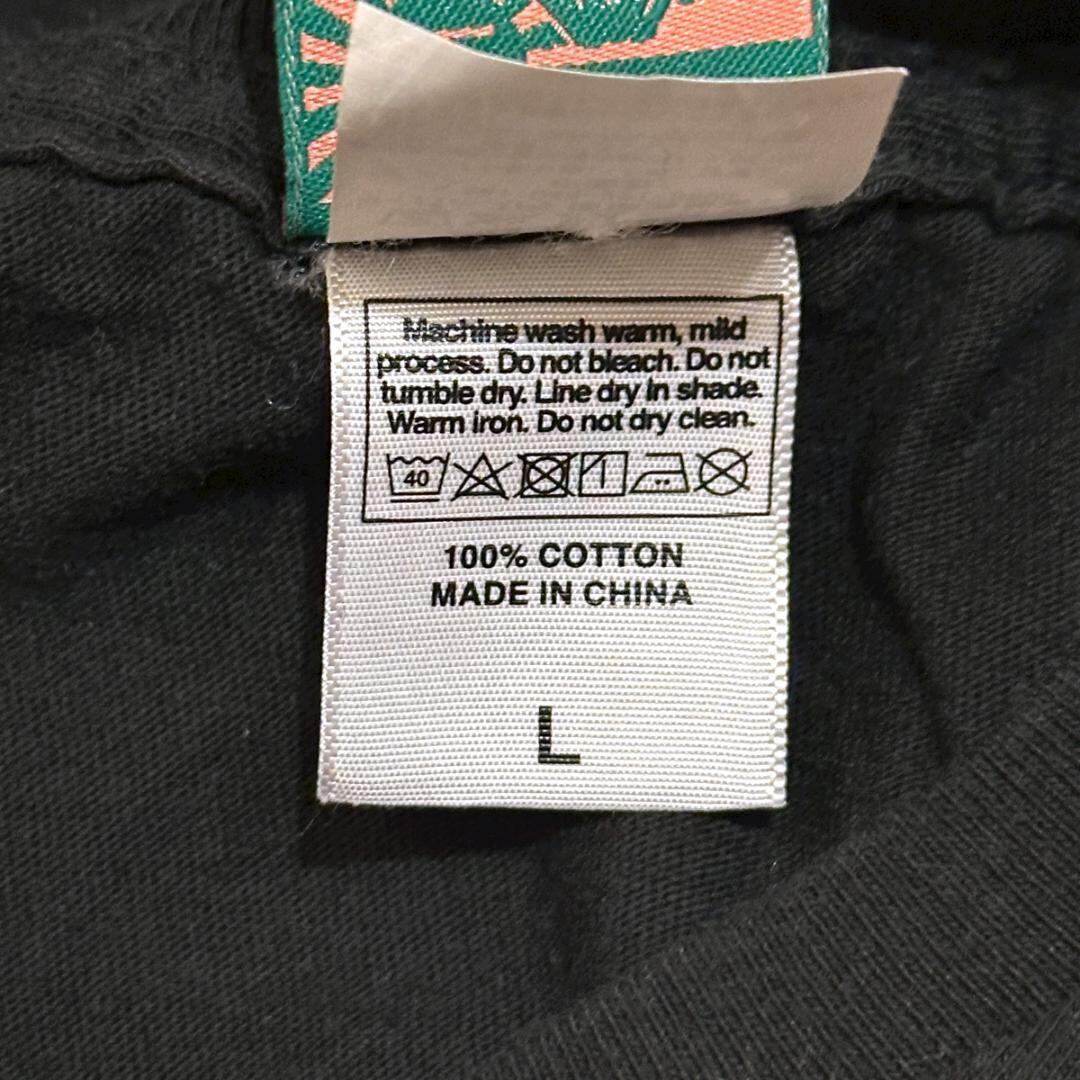 Machine wash warm, mild
process. Do not bleach. Do not
tumble dry. Line dry in shade.
Warm iron. Do not dry clean.
40
100% COTTON
MADE IN CHINA
L